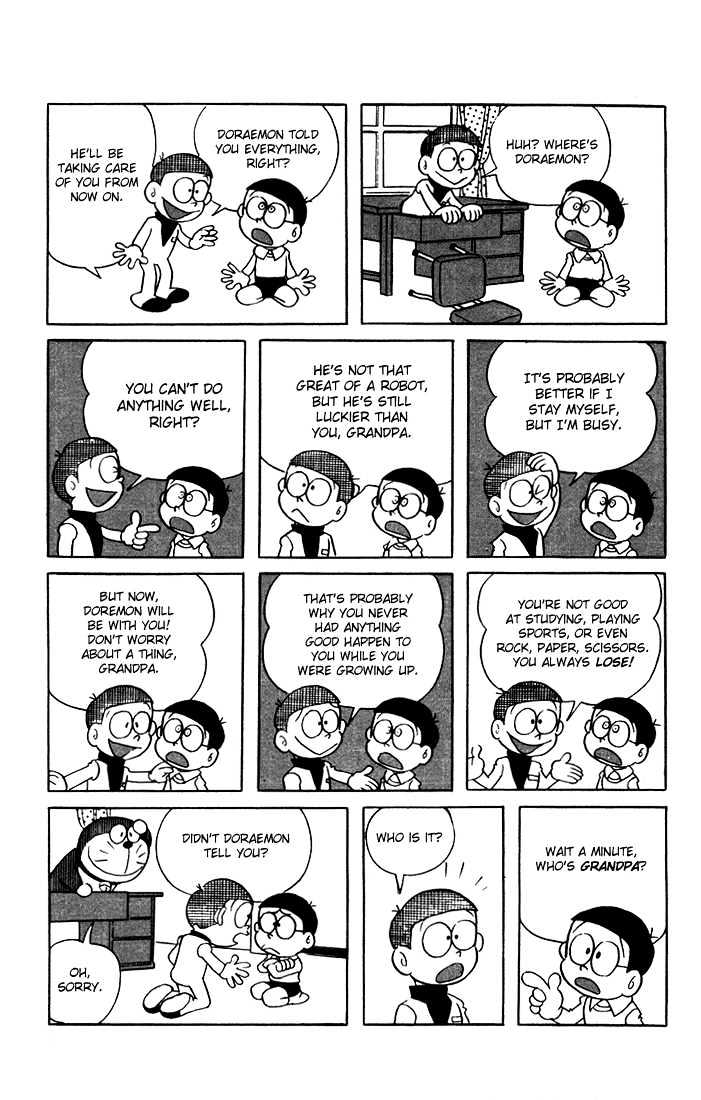 HUH? WHERE'S
DORAEMON?
DORAEMON TOLD
YOU EVERYTHING,
RIGHT?
HE'LL BE
TAKING CARE
OF YOU FROM
NOW ON.
IT'S PROBABLY
BETTER IF I
STAY MYSELF,
BUT I'M BUSY.
HE'S NOT THAT
GREAT OF A ROBOT,
BUT HE'S STILL
LUCKIER THAN
YOU, GRANDPA.
YOU CAN'T DO
ANYTHING WELL,
RIGHT?
YOU'RE NOT GOOD
AT STUDYING, PLAYING
SPORTS, OR EVEN
ROCK, PAPER, SCISSORS.
YOU ALWAYS LOSE!
THAT'S PROBABLY
WHY YOU NEVER
HAD ANYTHING
GOOD HAPPEN TO
YOU WHILE YOU
WERE GROWING UP.
BUT NOW,
DOREMON WILL
BE WITH YOU!
DON'T WORRY
ABOUT A THING,
GRANDPA.
WAIT A MINUTE,
WHO'S GRANDPA?
WHO IS IT?
DIDN'T DORAEMON
TELL YOU?
OH,
SORRY.